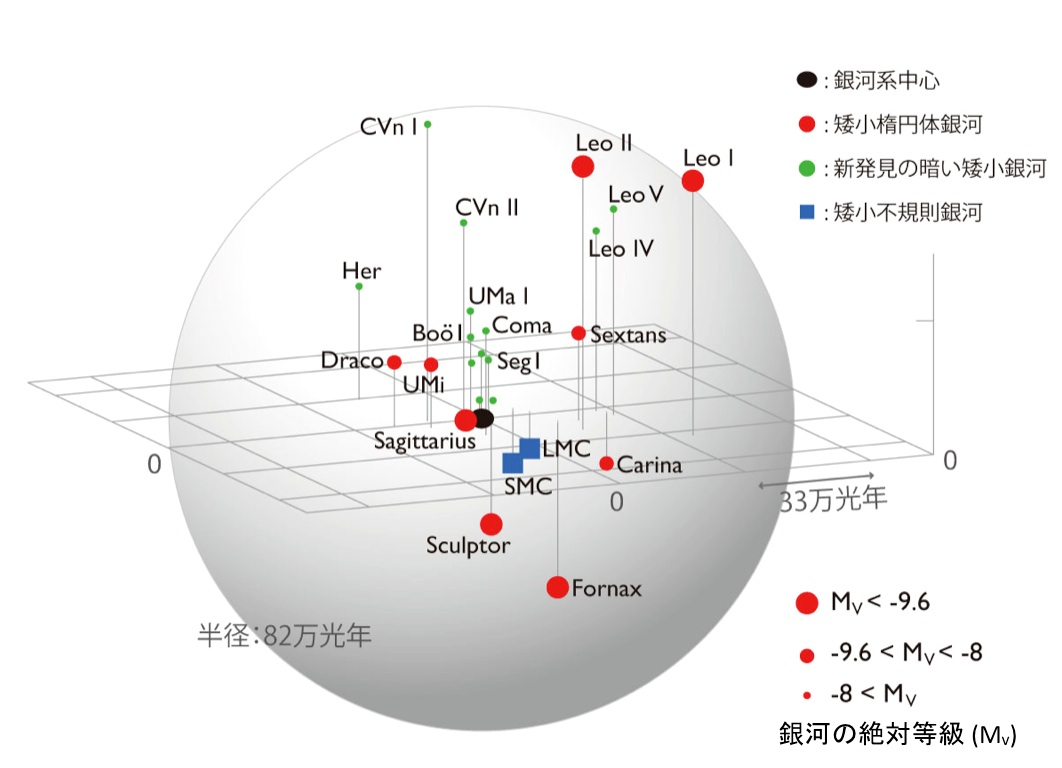 CVn I
: 銀河系中心
: 矮小楕円体銀河
: 新発見の暗い矮小銀河
: 矮小不規則銀河
Leo II
Leo I
Leo V
CVn II
Leo IV
Her
UMa I
Boö I
Coma
Sextans
Draco
Seg I
UMi
Sagittarius
LMC
Carina
0
0
SMC
0
33万光年
Sculptor
Fornax
半径:82万光年
MV < -9.6
-9.6 < MV < -8
-8 < MV
銀河の絶対等級 (Mv)